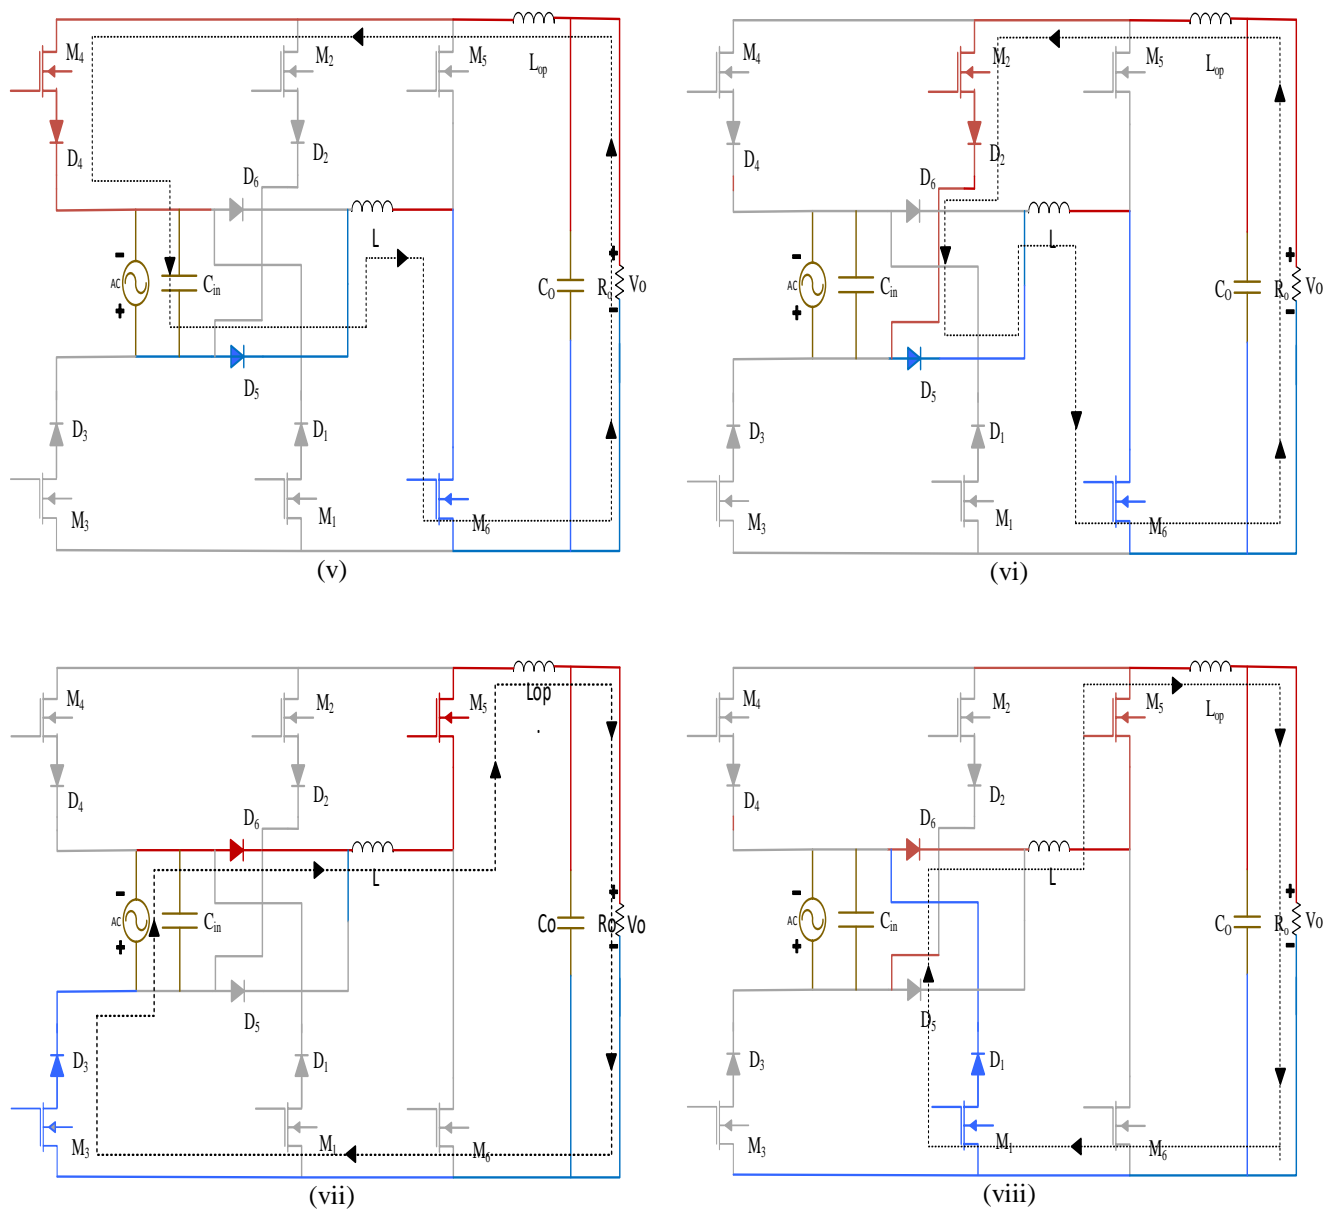 M4 M2 M5 Lop
D4 D2
D6
L
- AC + Cin
CO Ro + - Vo
D5
D3 D1
M3 M1 M6
(v)
M4 M2 M5 Lop
D4 D2
D6
L
- AC + Cin
CO Ro + - Vo
D5
D3 D1
M3 M1 M6
(vi)
M4 M2 M5 Lop
.
D4 D2
D6
L
- AC + Cin
Co Ro + - Vo
D5
D3 D1
M3 M1 M6
(vii)
M4 M2 M5 Lop
D4 D2
D6
L
- AC + Cin
CO Ro + - Vo
D5
D3 D1
M3 M1 M6
(viii)